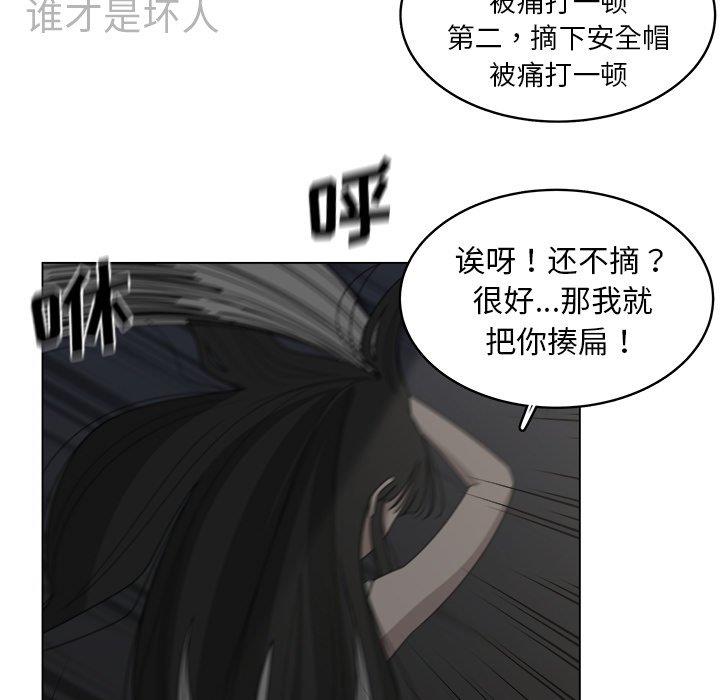 谁才是坏人
被痛打一顿
第二，摘下安全帽
被痛打一顿
呼
咻
诶呀！还不摘？
很好...那我就
把你揍扁！